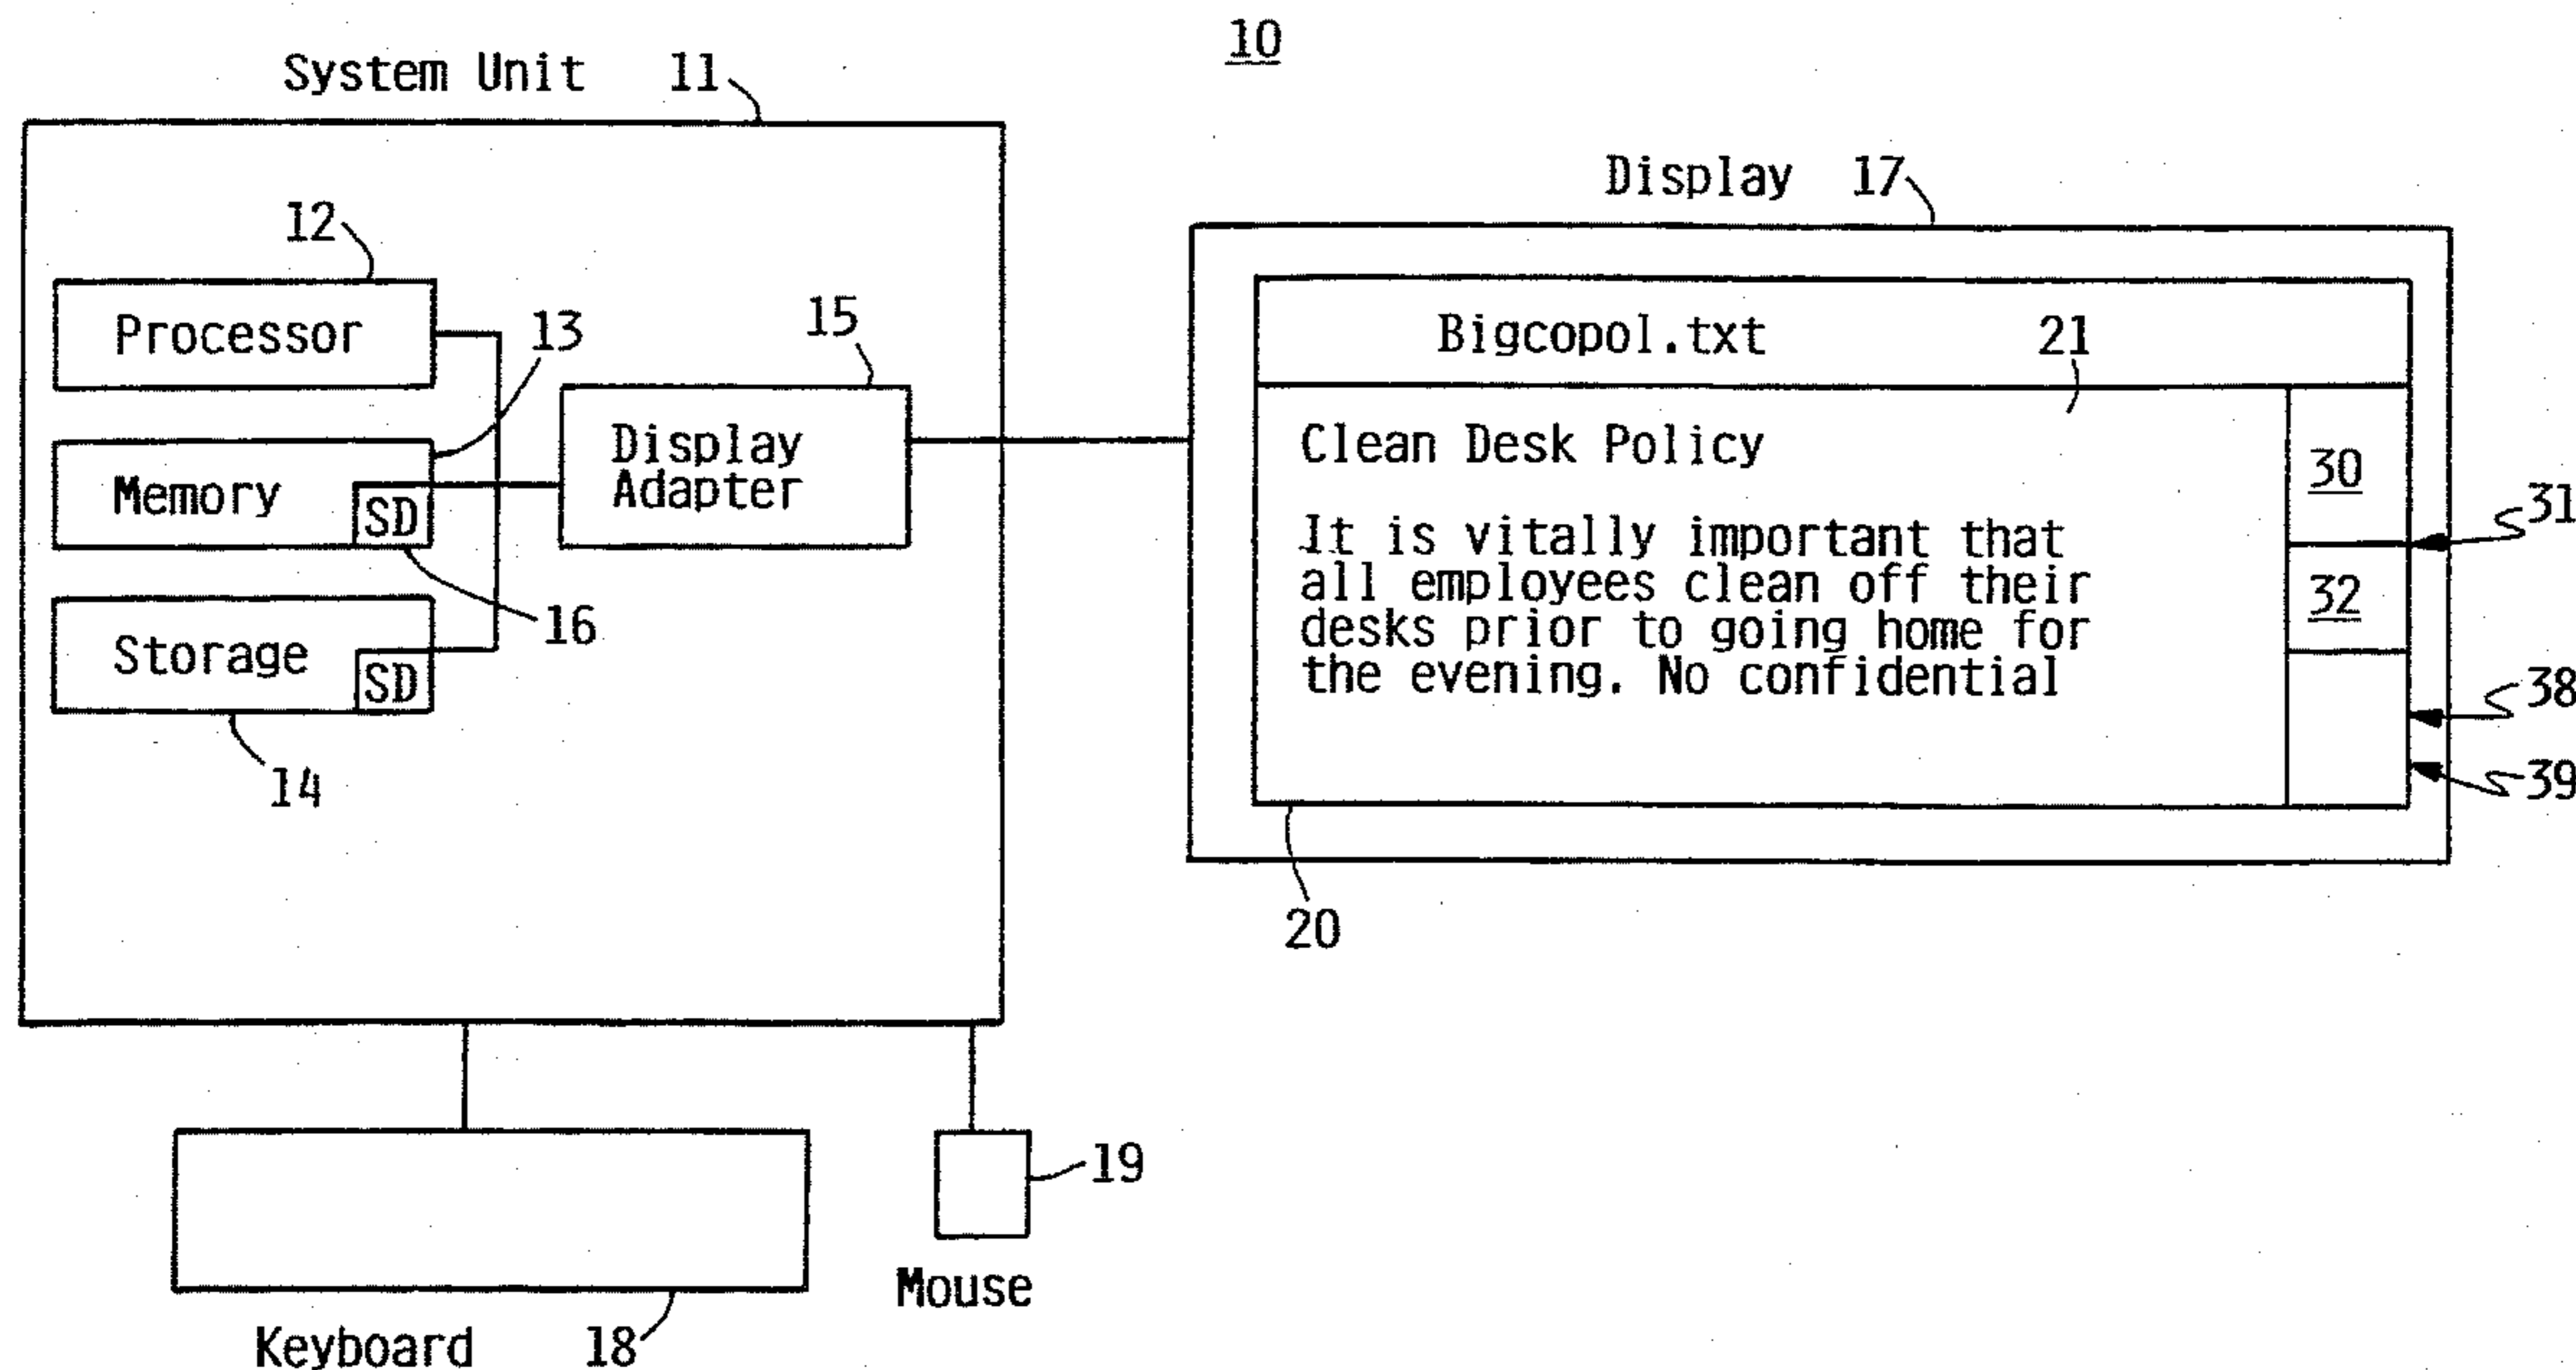 10
System Unit 11
Display 17
12
Processor
13
15
Memory
SD
Display
Adapter
16
Storage
SD
14
Bigcopol.txt
21
Clean Desk Policy
It is vitally important that
all employees clean off their
desks prior to going home for
the evening. No confidential
30
31
32
38
39
20
19
Mouse
Keyboard 18